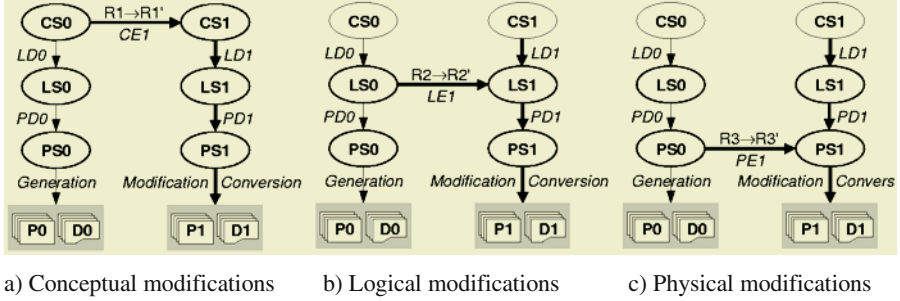 CS0 R1→R1' CS1
CE1
LD0 LD1
LS0 LS1
PD0 PD1
PS0 PS1
Generation Modification Conversion
P0 D0 P1 D1
a) Conceptual modifications
CS0 CS1
LD0 LD1
LS0 R2→R2' LS1
LE1
PD0 PD1
PS0 PS1
Generation Modification Conversion
P0 D0 P1 D1
b) Logical modifications
CS0 CS1
LD0 LD1
LS0 LS1
PD0 PD1
PS0 R3→R3' PS1
PE1
Generation Modification Convers
P0 D0 P1 D1
c) Physical modifications